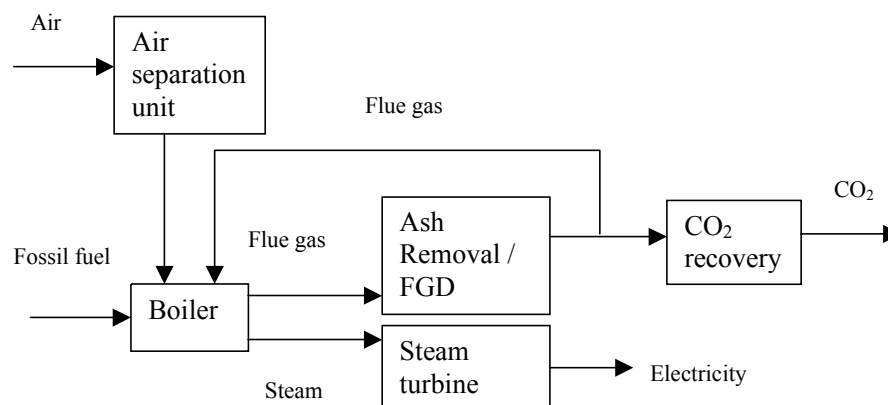 Air
Air
separation
unit
Flue gas
CO₂
Fossil fuel
Flue gas
Ash
Removal /
FGD
CO₂
recovery
Boiler
Steam
turbine
Steam
Electricity